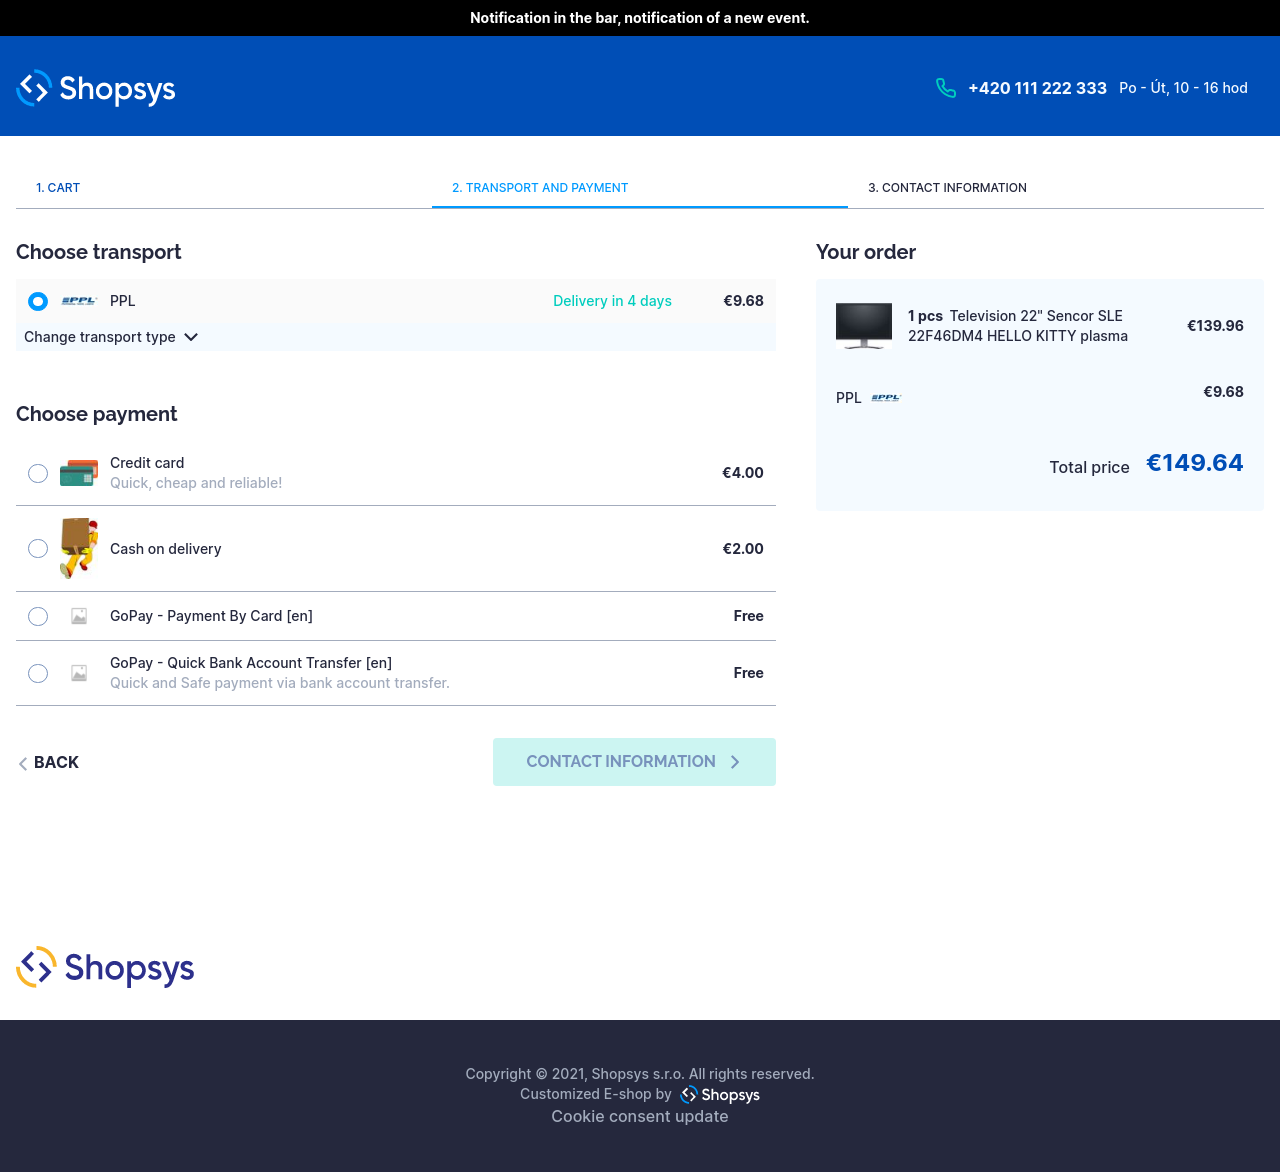 Notification in the bar, notification of a new event.
Shopsys
+420 111 222 333 Po - Út, 10 - 16 hod
1. CART
2. TRANSPORT AND PAYMENT
3. CONTACT INFORMATION
Choose transport
PPL PPL Delivery in 4 days €9.68
Change transport type
Choose payment
Credit card
Quick, cheap and reliable!
€4.00
Cash on delivery €2.00
GoPay - Payment By Card [en] Free
GoPay - Quick Bank Account Transfer [en]
Quick and Safe payment via bank account transfer.
Free
BACK
CONTACT INFORMATION
Your order
1 pcs Television 22" Sencor SLE
22F46DM4 HELLO KITTY plasma
€139.96
PPL PPL €9.68
Total price €149.64
Shopsys
Copyright © 2021, Shopsys s.r.o. All rights reserved.
Customized E-shop by Shopsys
Cookie consent update